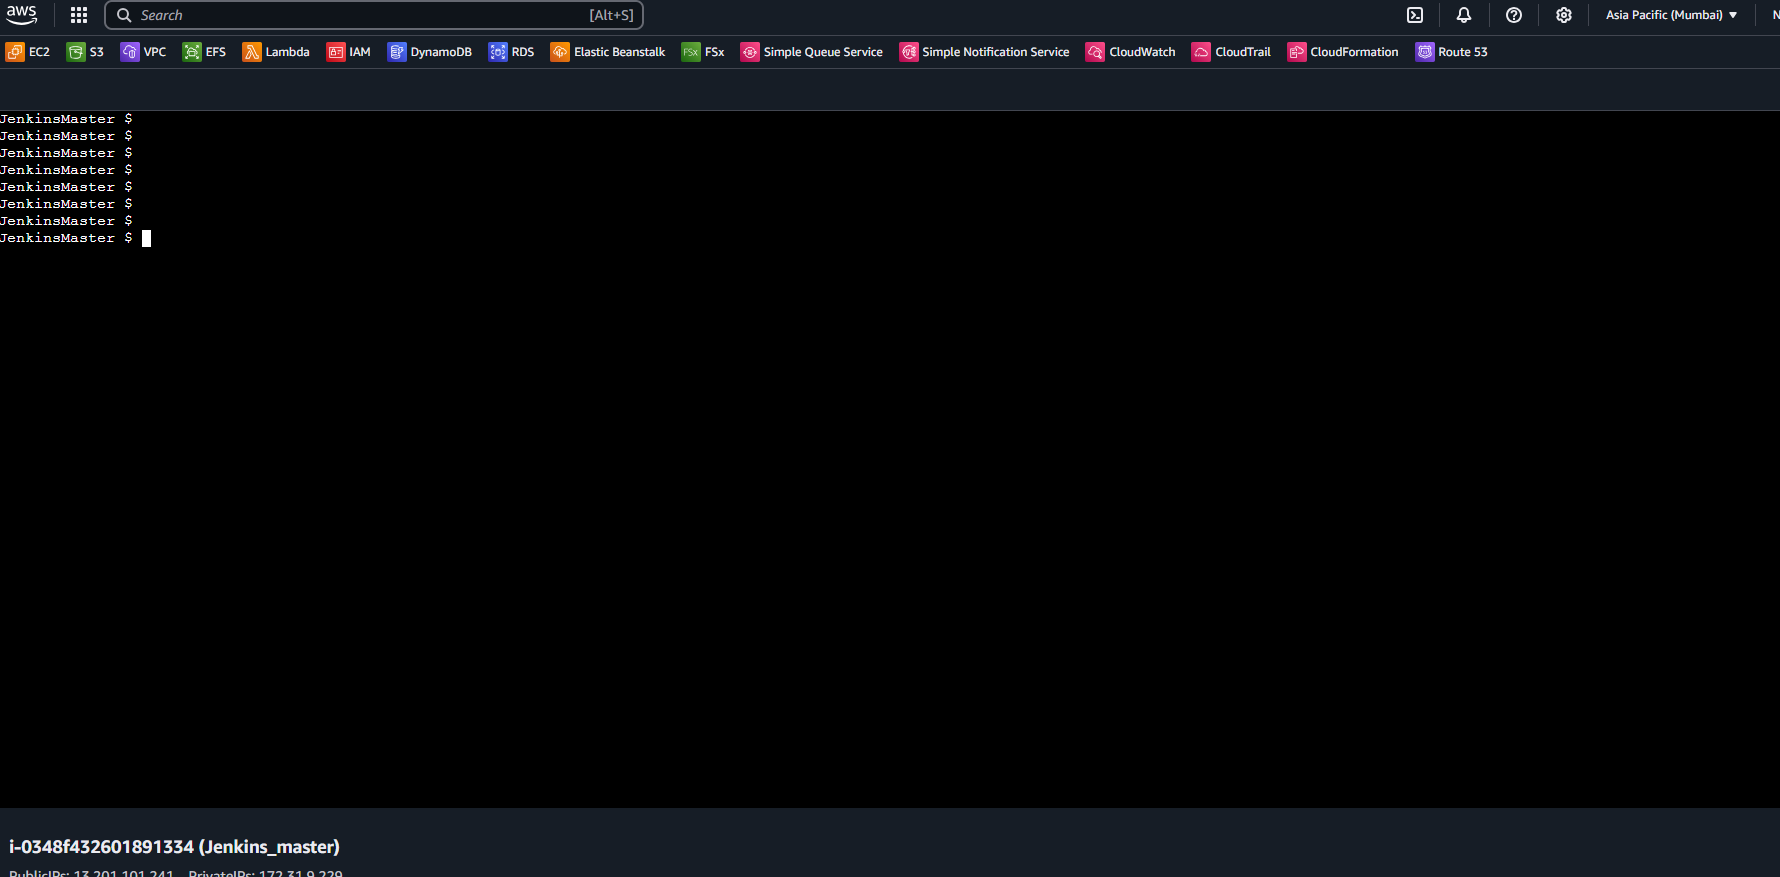 aws Search [Alt+S] Asia Pacific (Mumbai) N
EC2 S3 VPC EFS Lambda IAM DynamoDB RDS Elastic Beanstalk FSx FSx Simple Queue Service Simple Notification Service CloudWatch CloudTrail CloudFormation Route 53
JenkinsMaster $
JenkinsMaster $
JenkinsMaster $
JenkinsMaster $
JenkinsMaster $
JenkinsMaster $
JenkinsMaster $
JenkinsMaster $
i-0348f432601891334 (Jenkins_master)
PublicIPs: 13.201.101.241 PrivateIPs: 172.31.9.229